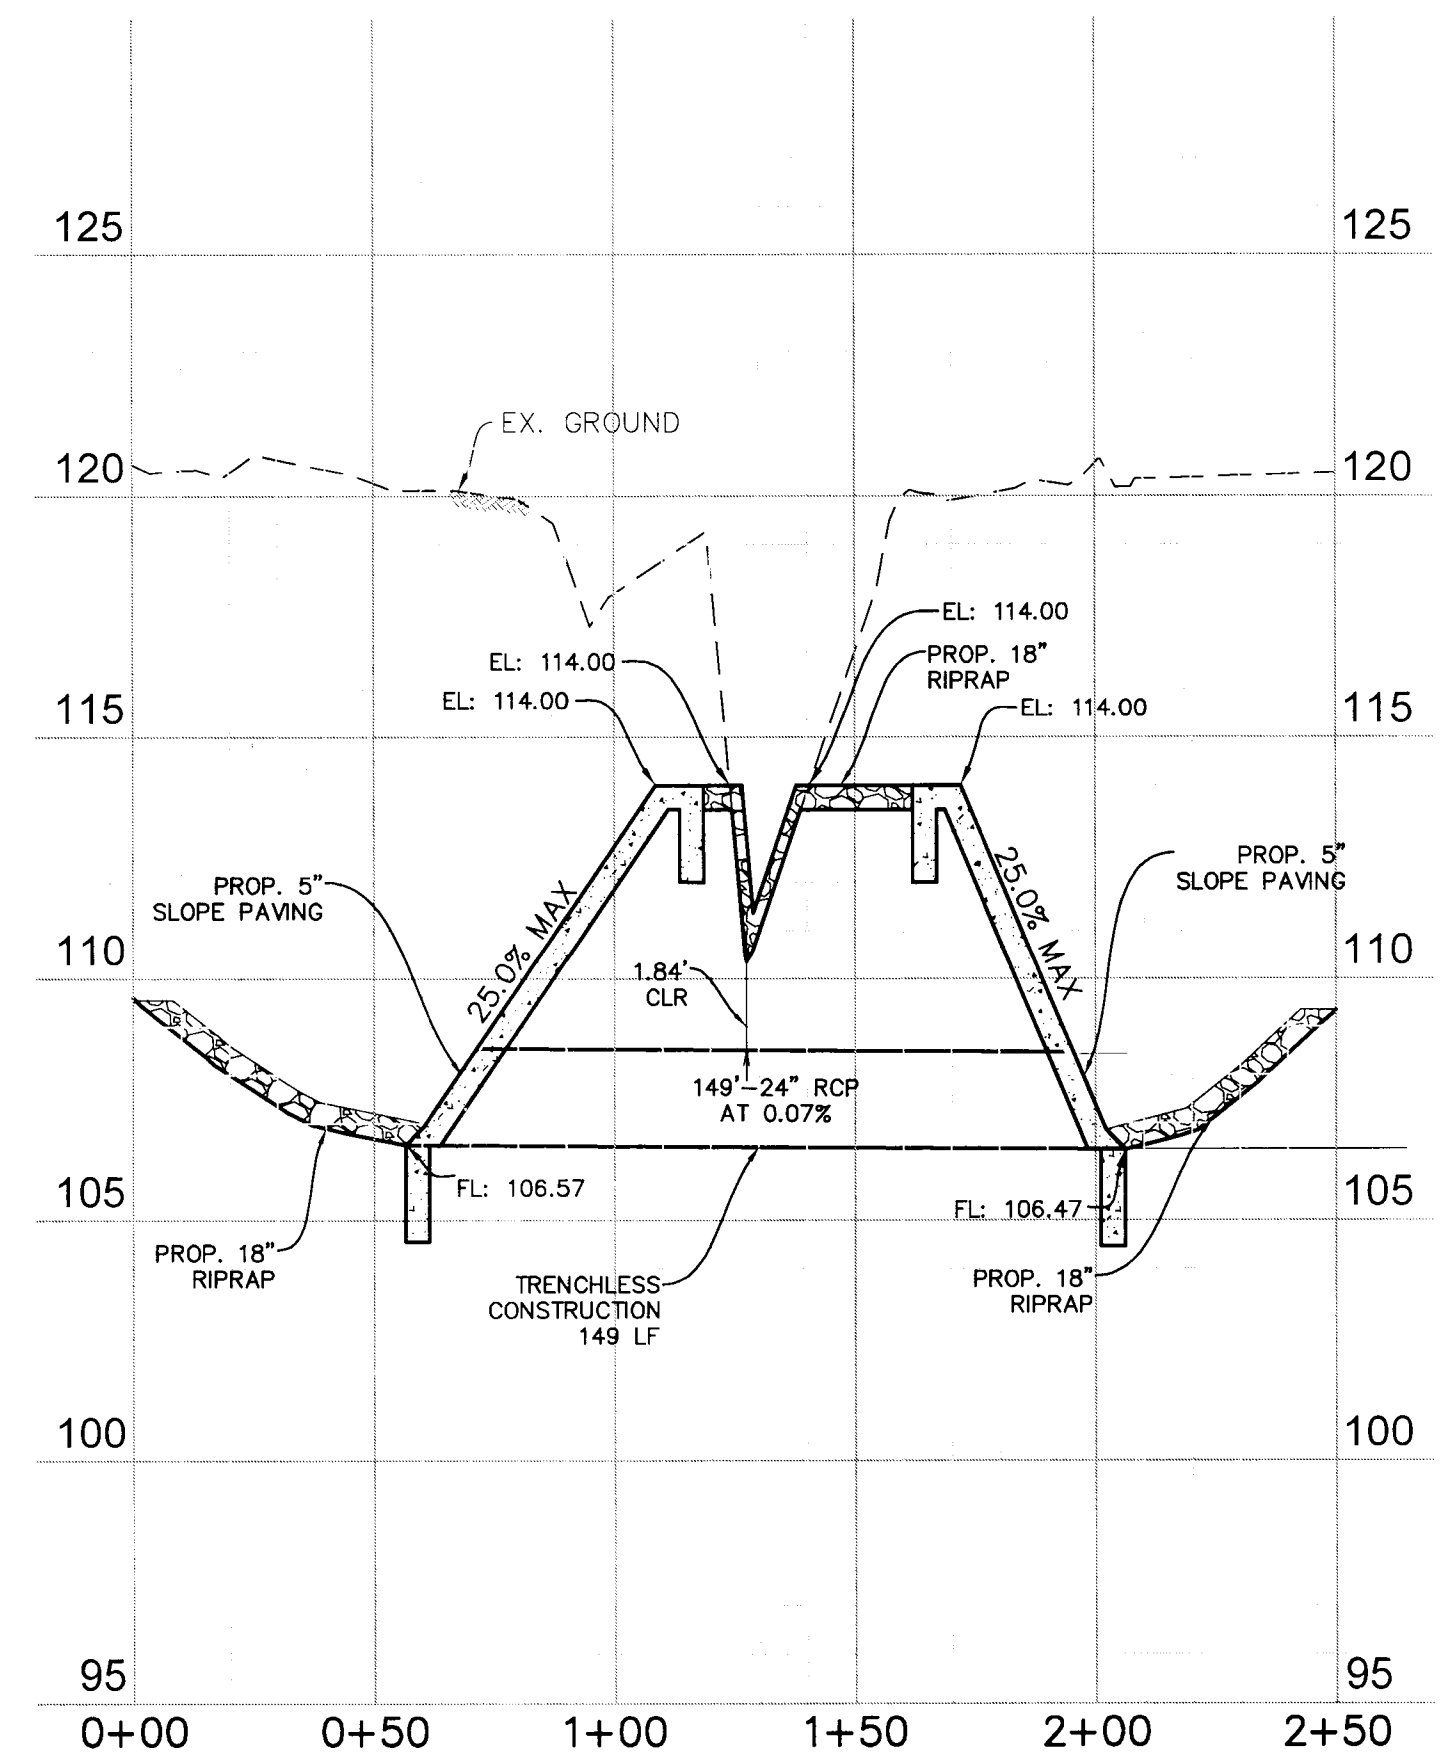 125 125
EX. GROUND
120 120
EL: 114.00
PROP. 18"
RIPRAP
EL: 114.00
EL: 114.00
EL: 114.00
115 115
PROP. 5"
SLOPE PAVING
25.0% MAX
25.0% MAX
PROP. 5"
SLOPE PAVING
110 110
1.84'
CLR
149'-24" RCP
AT 0.07%
FL: 106.57
FL: 106.47
105 105
PROP. 18"
RIPRAP
TRENCHLESS
CONSTRUCTION
149 LF
PROP. 18"
RIPRAP
100 100
95 95
0+00 0+50 1+00 1+50 2+00 2+50